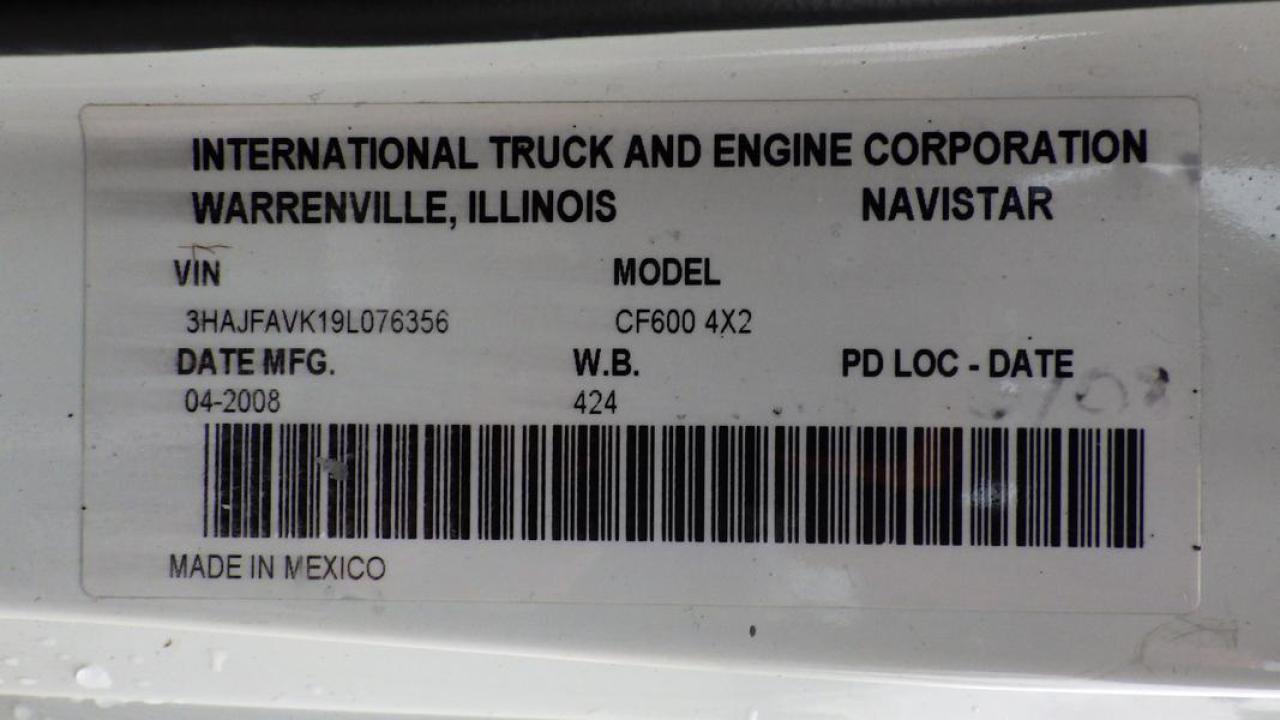 INTERNATIONAL TRUCK AND ENGINE CORPORATION
WARRENVILLE, ILLINOIS NAVISTAR
VIN MODEL
3HAJFAVK19L076356 CF600 4X2
DATE MFG. W.B. PD LOC - DATE
04-2008 424
MADE IN MEXICO